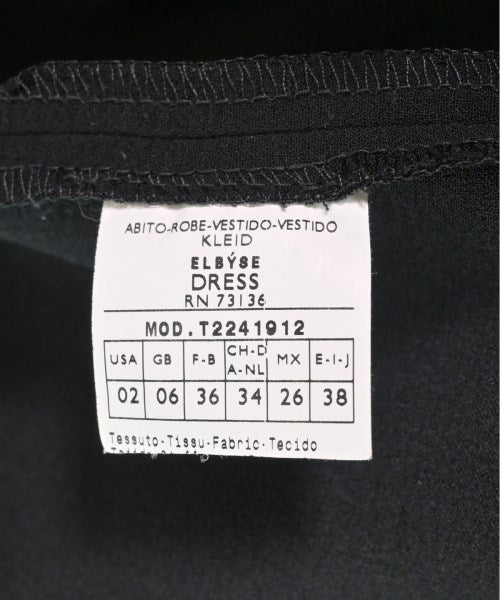 ABITO-ROBE-VESTIDO-VESTIDO
KLEID
ELBÝSE
DRESS
RN 73136
MOD.T2241912
USA GB F-B CH-D A-NL MX E-I-J
02 06 36 34 26 38
Tessuto-Tissu-Fabric-Tecido